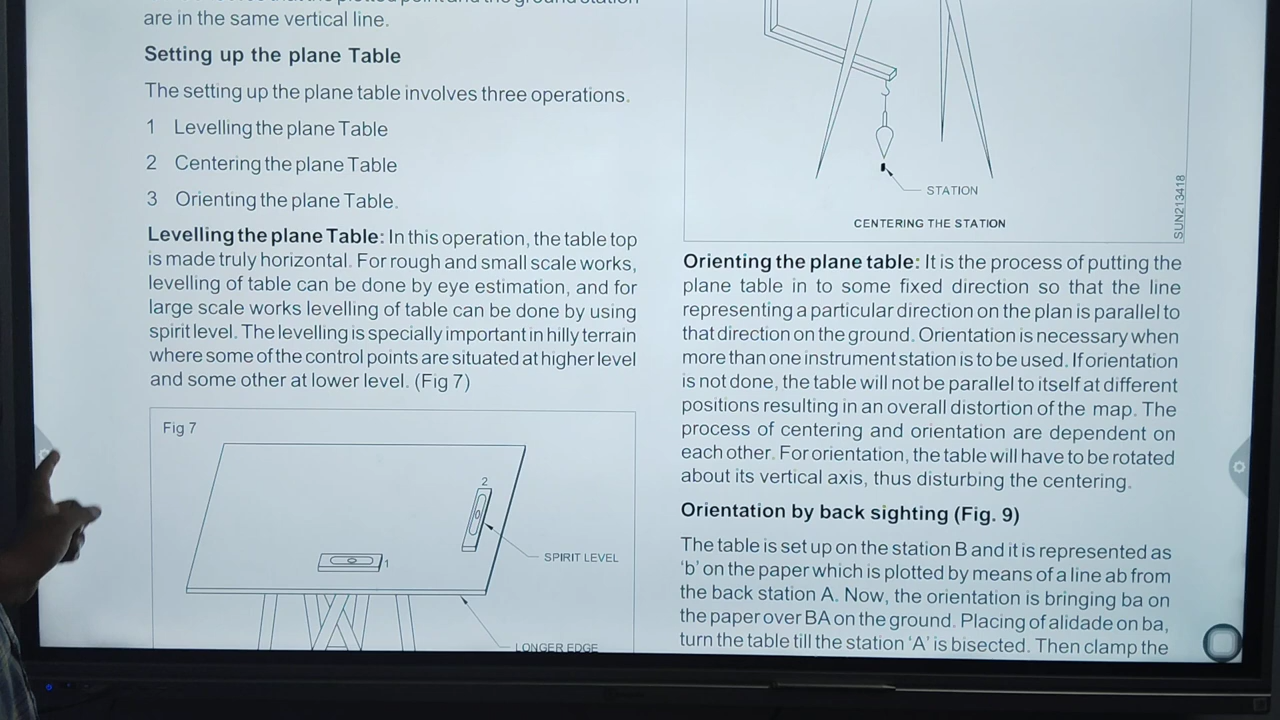 are in the same vertical line.
Setting up the plane Table
The setting up the plane table involves three operations.
1 Levelling the plane Table
2 Centering the plane Table
3 Orienting the plane Table.
Levelling the plane Table: In this operation, the table top
is made truly horizontal. For rough and small scale works,
levelling of table can be done by eye estimation, and for
large scale works levelling of table can be done by using
spirit level. The levelling is specially important in hilly terrain
where some of the control points are situated at higher level
and some other at lower level. (Fig 7)
Fig 7
2
1
SPIRIT LEVEL
LONGER EDGE
STATION
CENTERING THE STATION
SUN213418
Orienting the plane table: It is the process of putting the
plane table in to some fixed direction so that the line
representing a particular direction on the plan is parallel to
that direction on the ground. Orientation is necessary when
more than one instrument station is to be used. If orientation
is not done, the table will not be parallel to itself at different
positions resulting in an overall distortion of the map. The
process of centering and orientation are dependent on
each other. For orientation, the table will have to be rotated
about its vertical axis, thus disturbing the centering.
Orientation by back sighting (Fig. 9)
The table is set up on the station B and it is represented as
‘b’ on the paper which is plotted by means of a line ab from
the back station A. Now, the orientation is bringing ba on
the paper over BA on the ground. Placing of alidade on ba,
turn the table till the station ‘A’ is bisected. Then clamp the